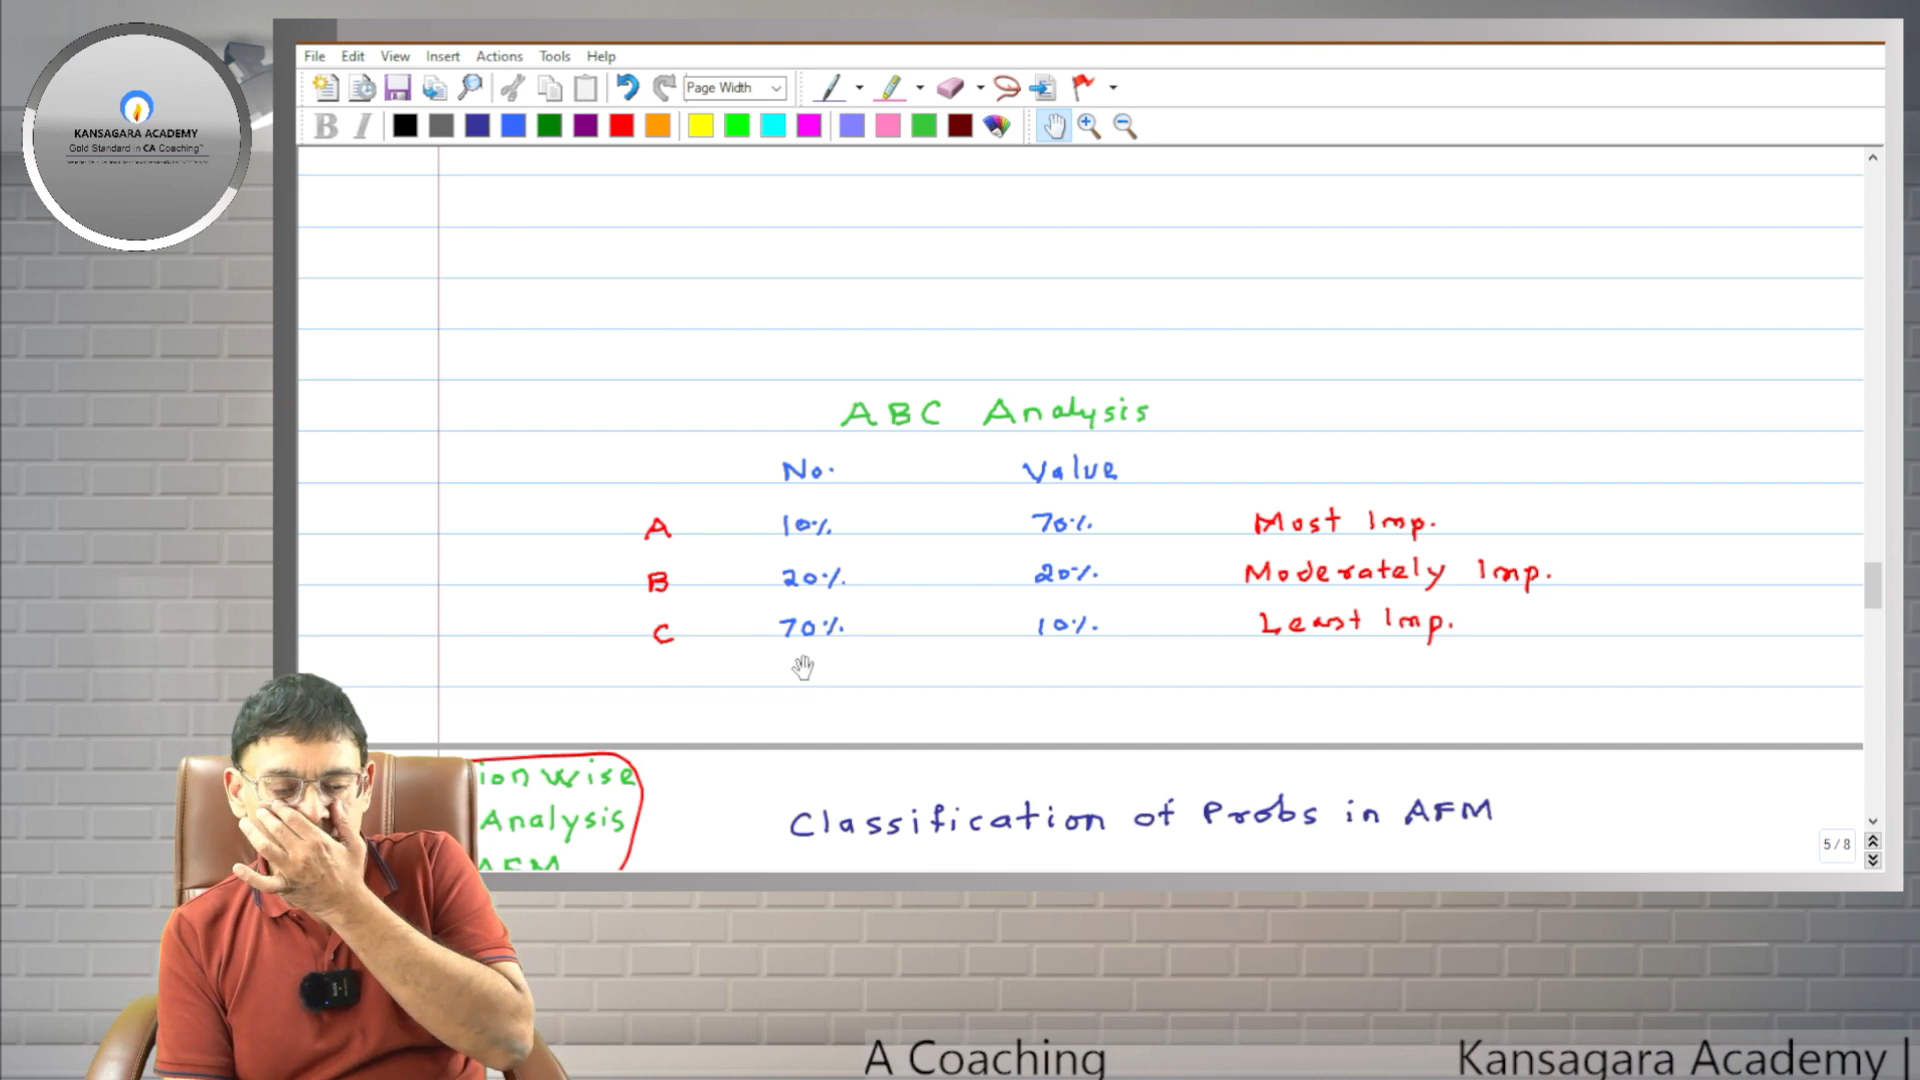 KANSAGARA ACADEMY
Gold Standard in CA Coaching™
File Edit View Insert Actions Tools Help
Page Width
B I
ABC Analysis
No. Value
A 10% 70% Most Imp.
B 20% 20% Moderately Imp.
C 70% 10% Least Imp.
ion Wise
Analysis
AFM
Classification of Probs in AFM
5 / 8
A Coaching
Kansagara Academy |